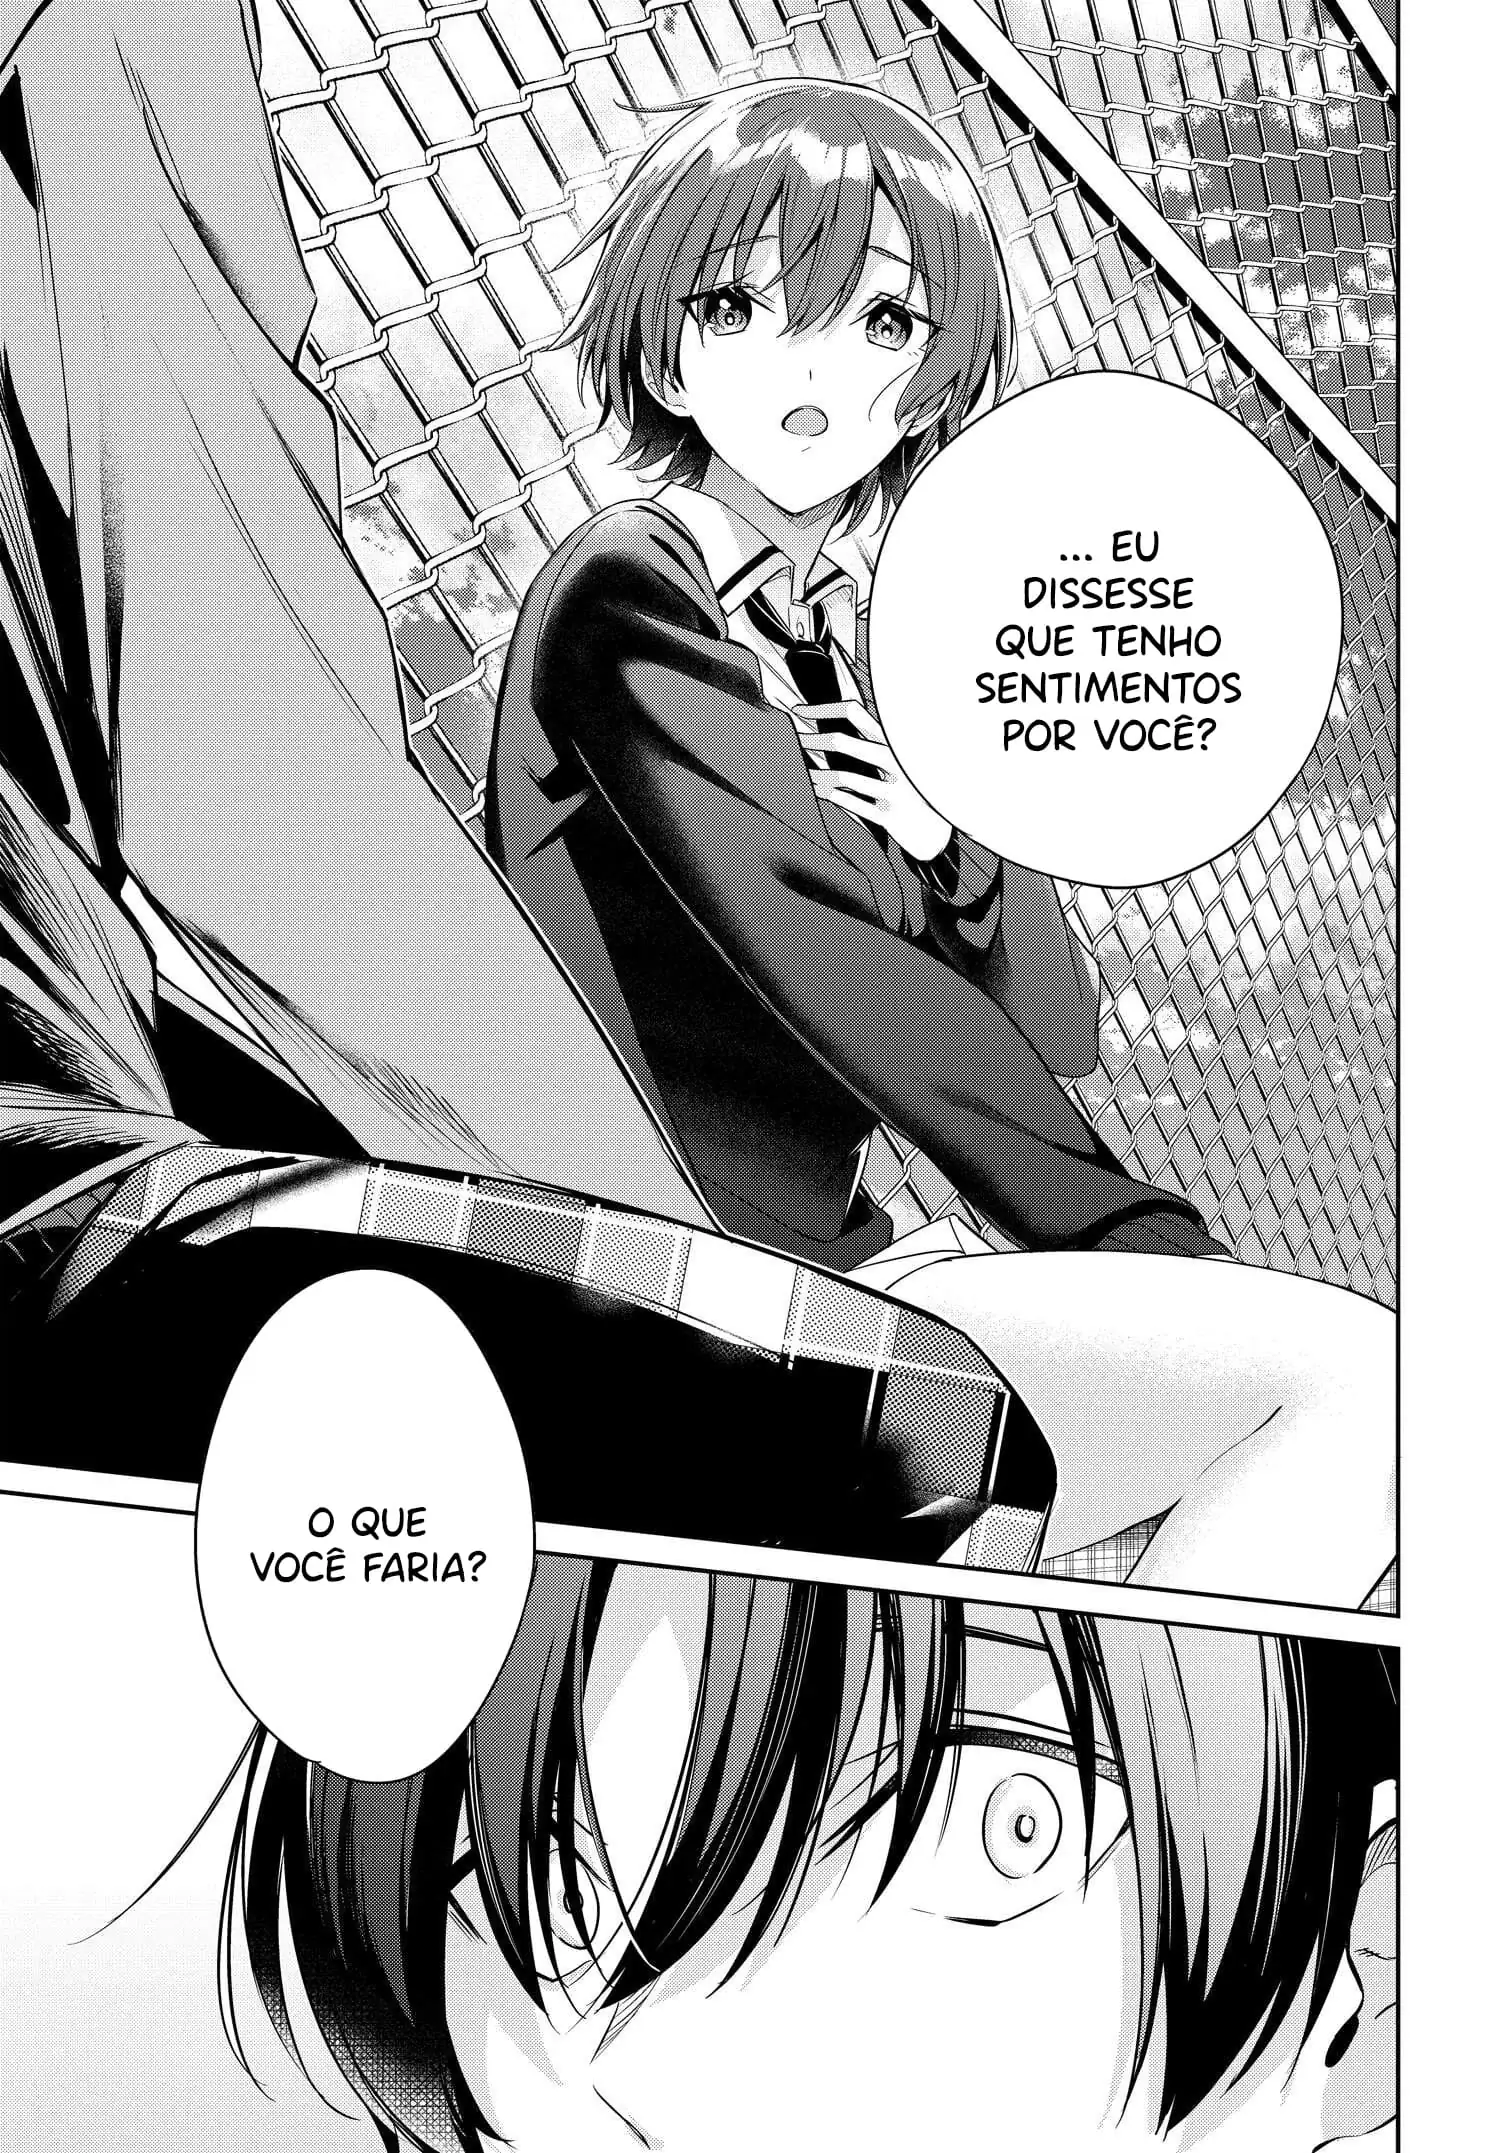 ... EU
DISSESSE
QUE TENHO
SENTIMENTOS
POR VOCÊ?
O QUE
VOCÊ FARIA?